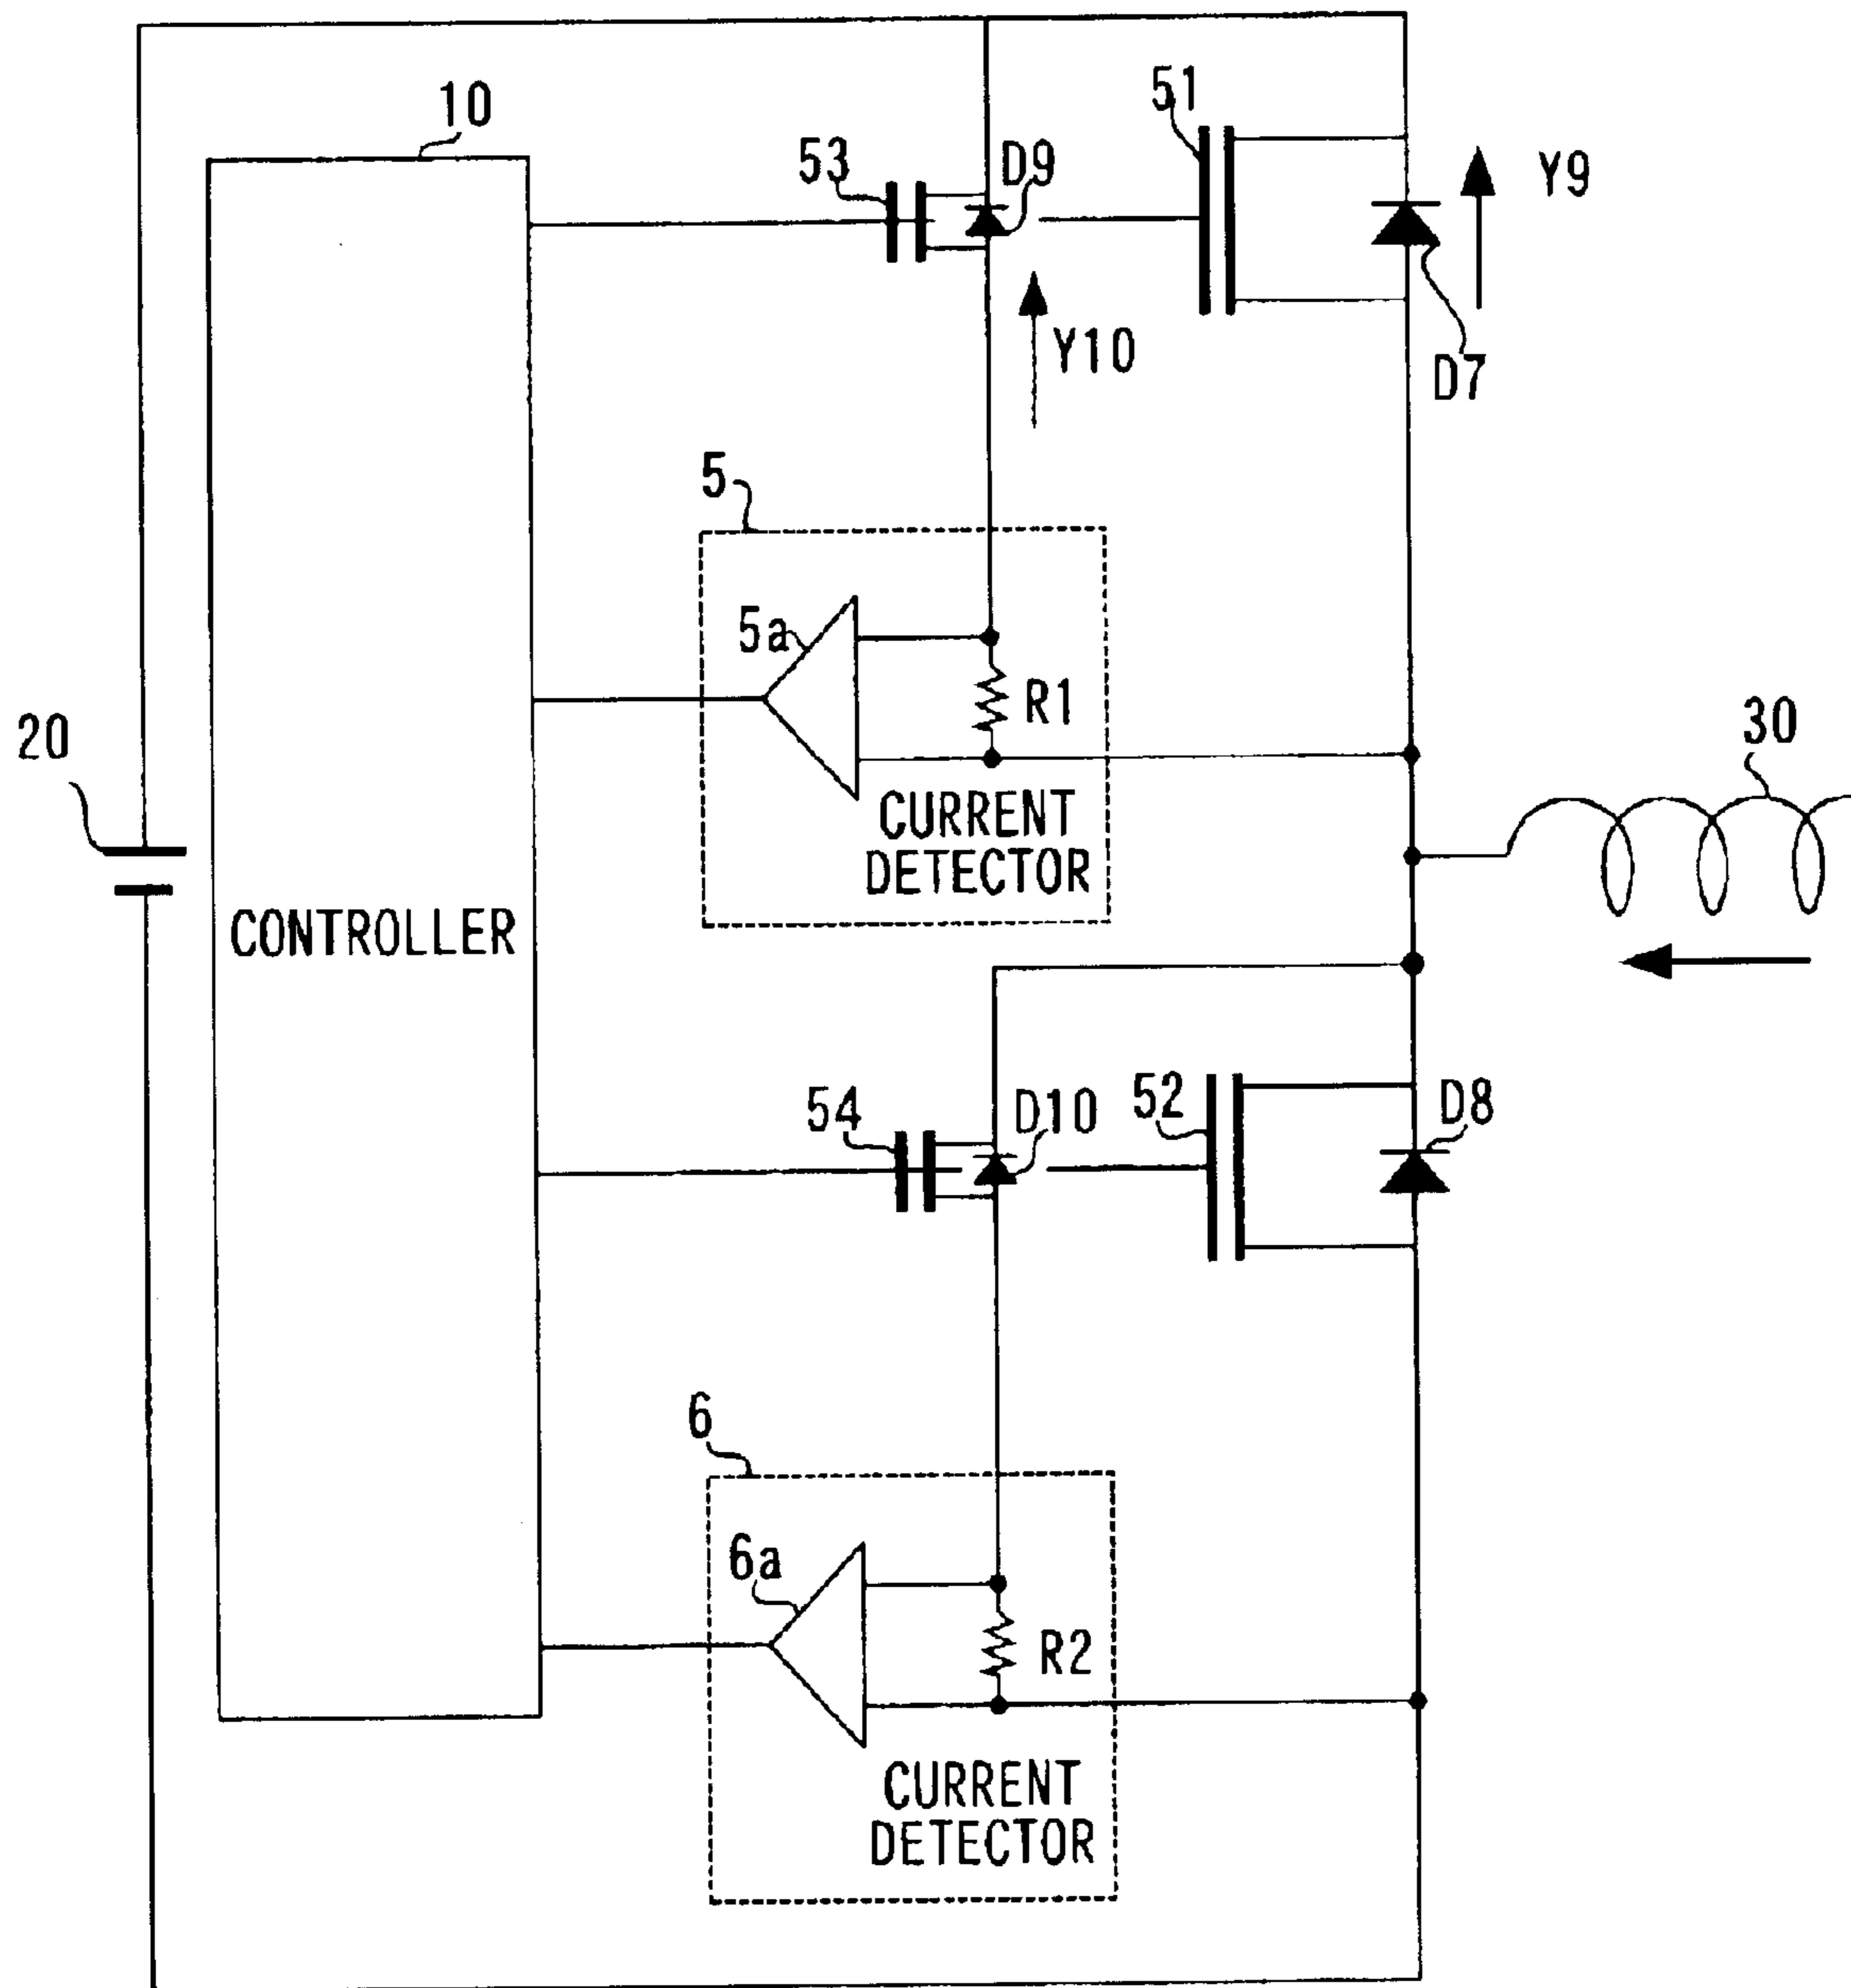 10
51
53
D9
Y9
Y10
D7
5
5a
R1
20
30
CURRENT
DETECTOR
CONTROLLER
54
D10
52
D8
6
6a
R2
CURRENT
DETECTOR